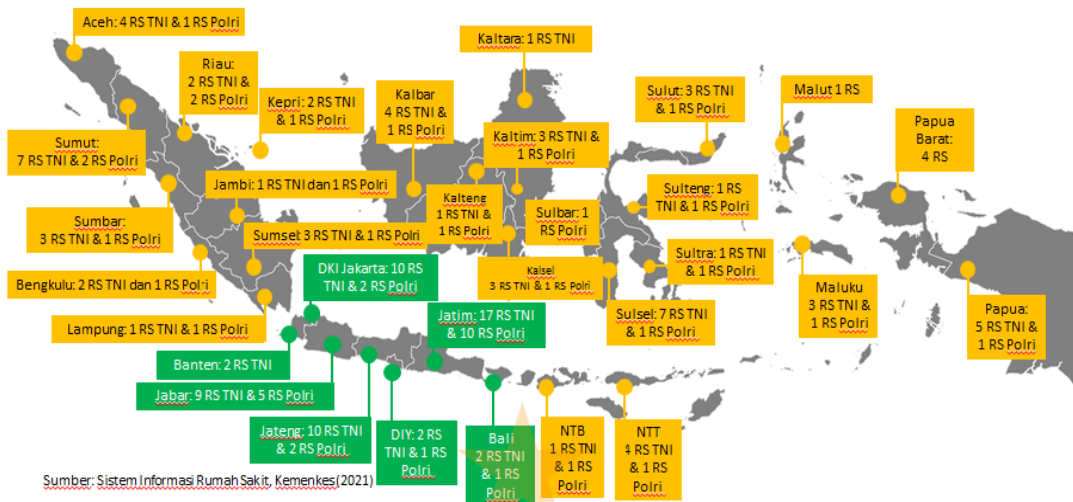 Aceh: 4 RS TNI & 1 RS Polri
Riau:
2 RS TNI &
2 RS Polri
Kepri: 2 RS TNI
& 1 RS Polri
Sumut:
7 RS TNI & 2 RS Polri
Jambi: 1 RS TNI dan 1 RS Polri
Sumbar:
3 RS TNI & 1 RS Polri
Sumsel: 3 RS TNI & 1 RS Polri
Bengkulu: 2 RS TNI dan 1 RS Polri
Lampung: 1 RS TNI & 1 RS Polri
Kaltara: 1 RS TNI
Kalbar
4 RS TNI &
1 RS Polri
Kaltim: 3 RS TNI &
1 RS Polri
Kalteng
1 RS TNI &
1 RS Polri
Kalsel
3 RS TNI & 1 RS Polri
Sulut: 3 RS TNI
& 1 RS Polri
Sulteng: 1 RS
TNI & 1 RS Polri
Sulbar: 1
RS Polri
Sultra: 1 RS TNI
& 1 RS Polri
Sulsel: 7 RS TNI
& 1 RS Polri
Malut 1 RS
Papua
Barat:
4 RS
Maluku
3 RS TNI &
1 RS Polri
Papua:
5 RS TNI &
1 RS Polri
DKI Jakarta: 10 RS
TNI & 2 RS Polri
Jatim: 17 RS TNI
& 10 RS Polri
Banten: 2 RS TNI
Jabar: 9 RS TNI & 5 RS Polri
Jateng: 10 RS TNI
& 2 RS Polri
DIY: 2 RS
TNI & 1 RS
Polri
Bali
2 RS TNI
& 1 RS
Polri
NTB
1 RS TNI
& 1 RS
Polri
NTT
4 RS TNI
& 1 RS
Polri
Sumber: Sistem Informasi Rumah Sakit, Kemenkes (2021)